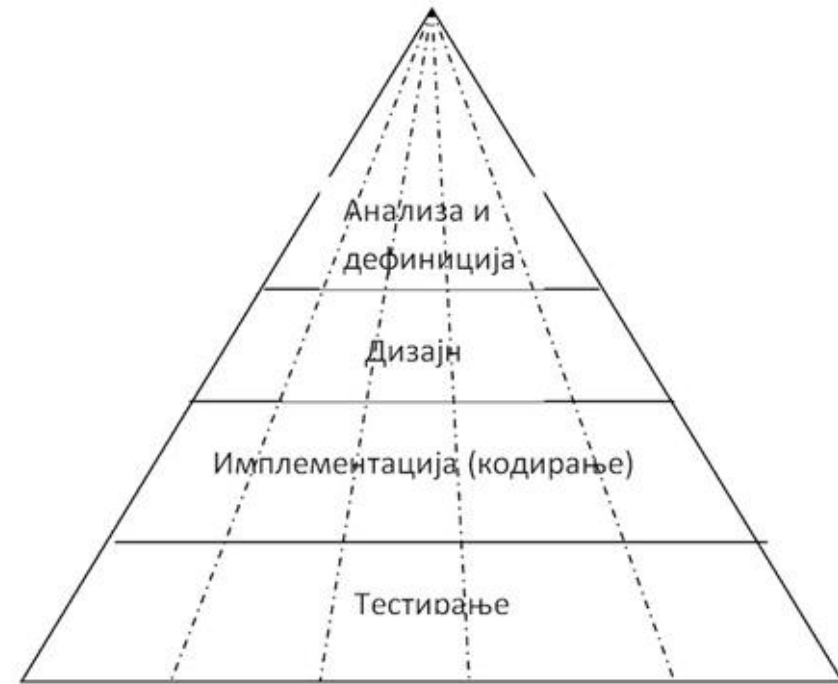 Анализа и
дефиниција
Дизајн
Имплементација (кодирање)
Тестирање